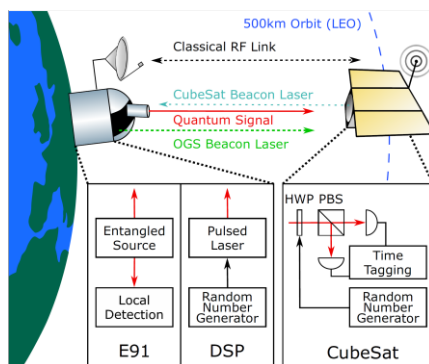 500km Orbit (LEO)
Classical RF Link
CubeSat Beacon Laser
Quantum Signal
OGS Beacon Laser
Entangled
Source
Local
Detection
E91
Pulsed
Laser
Random
Number
Generator
DSP
HWP PBS
Time
Tagging
Random
Number
Generator
CubeSat